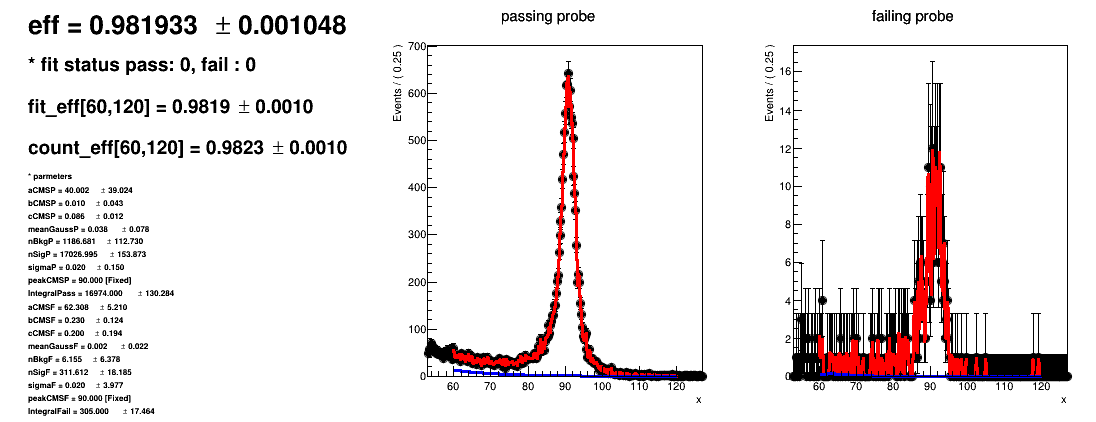 eff = 0.981933 ± 0.001048
* fit status pass: 0, fail : 0
fit_eff[60,120] = 0.9819 ± 0.0010
count_eff[60,120] = 0.9823 ± 0.0010
* parmeters
aCMSP = 40.002 ± 39.024
bCMSP = 0.010 ± 0.043
cCMSP = 0.086 ± 0.012
meanGaussP = 0.038 ± 0.078
nBkgP = 1186.681 ± 112.730
nSigP = 17026.995 ± 153.873
sigmaP = 0.020 ± 0.150
peakCMSP = 90.000 [Fixed]
IntegralPass = 16974.000 ± 130.284
aCMSF = 62.308 ± 5.210
bCMSF = 0.230 ± 0.124
cCMSF = 0.200 ± 0.194
meanGaussF = 0.002 ± 0.022
nBkgF = 6.155 ± 6.378
nSigF = 311.612 ± 18.185
sigmaF = 0.020 ± 3.977
peakCMSF = 90.000 [Fixed]
IntegralFail = 305.000 ± 17.464
passing probe
Events / ( 0.25 )
700
600
500
400
300
200
100
0
60 70 80 90 100 110 120
x
failing probe
Events / ( 0.25 )
16
14
12
10
8
6
4
2
0
60 70 80 90 100 110 120
x